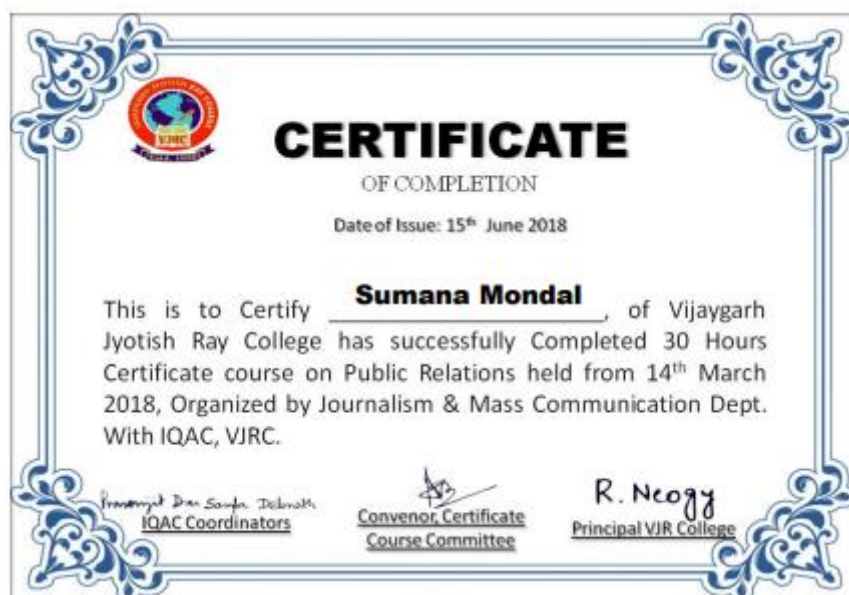 VJRC
CERTIFICATE
OF COMPLETION
Date of Issue: 15th June 2018
This is to Certify Sumana Mondal, of Vijaygarh
Jyotish Ray College has successfully Completed 30 Hours
Certificate course on Public Relations held from 14th March
2018, Organized by Journalism & Mass Communication Dept.
With IQAC, VJRC.
R. Neogy
IQAC Coordinators
Convenor, Certificate
Course Committee
Principal VJR College